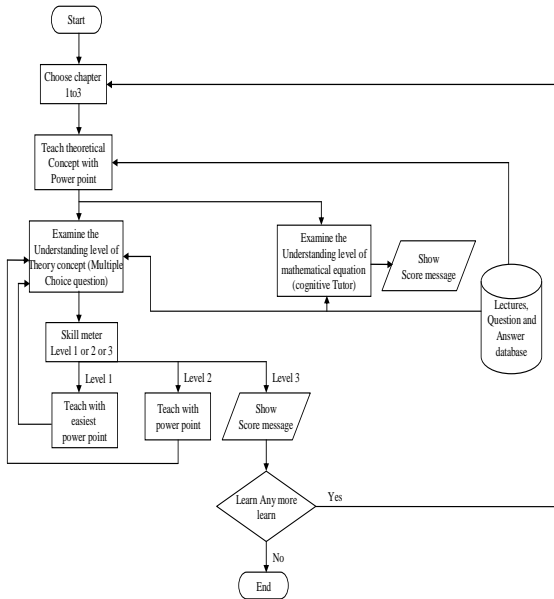 Start
Choose chapter
1to3
Teach theoretical
Concept with
Power point
Examine the
Understanding level of
Theory concept (Multiple
Choice question)
Examine the
Understanding level of
mathematical equation
(cognitive Tutor)
Show
Score message
Lectures,
Question and
Answer
database
Skill meter
Level 1 or 2 or 3
Level 1
Level 2
Level 3
Teach with
easiest
power point
Teach with
power point
Show
Score message
Learn Any more
learn
Yes
No
End